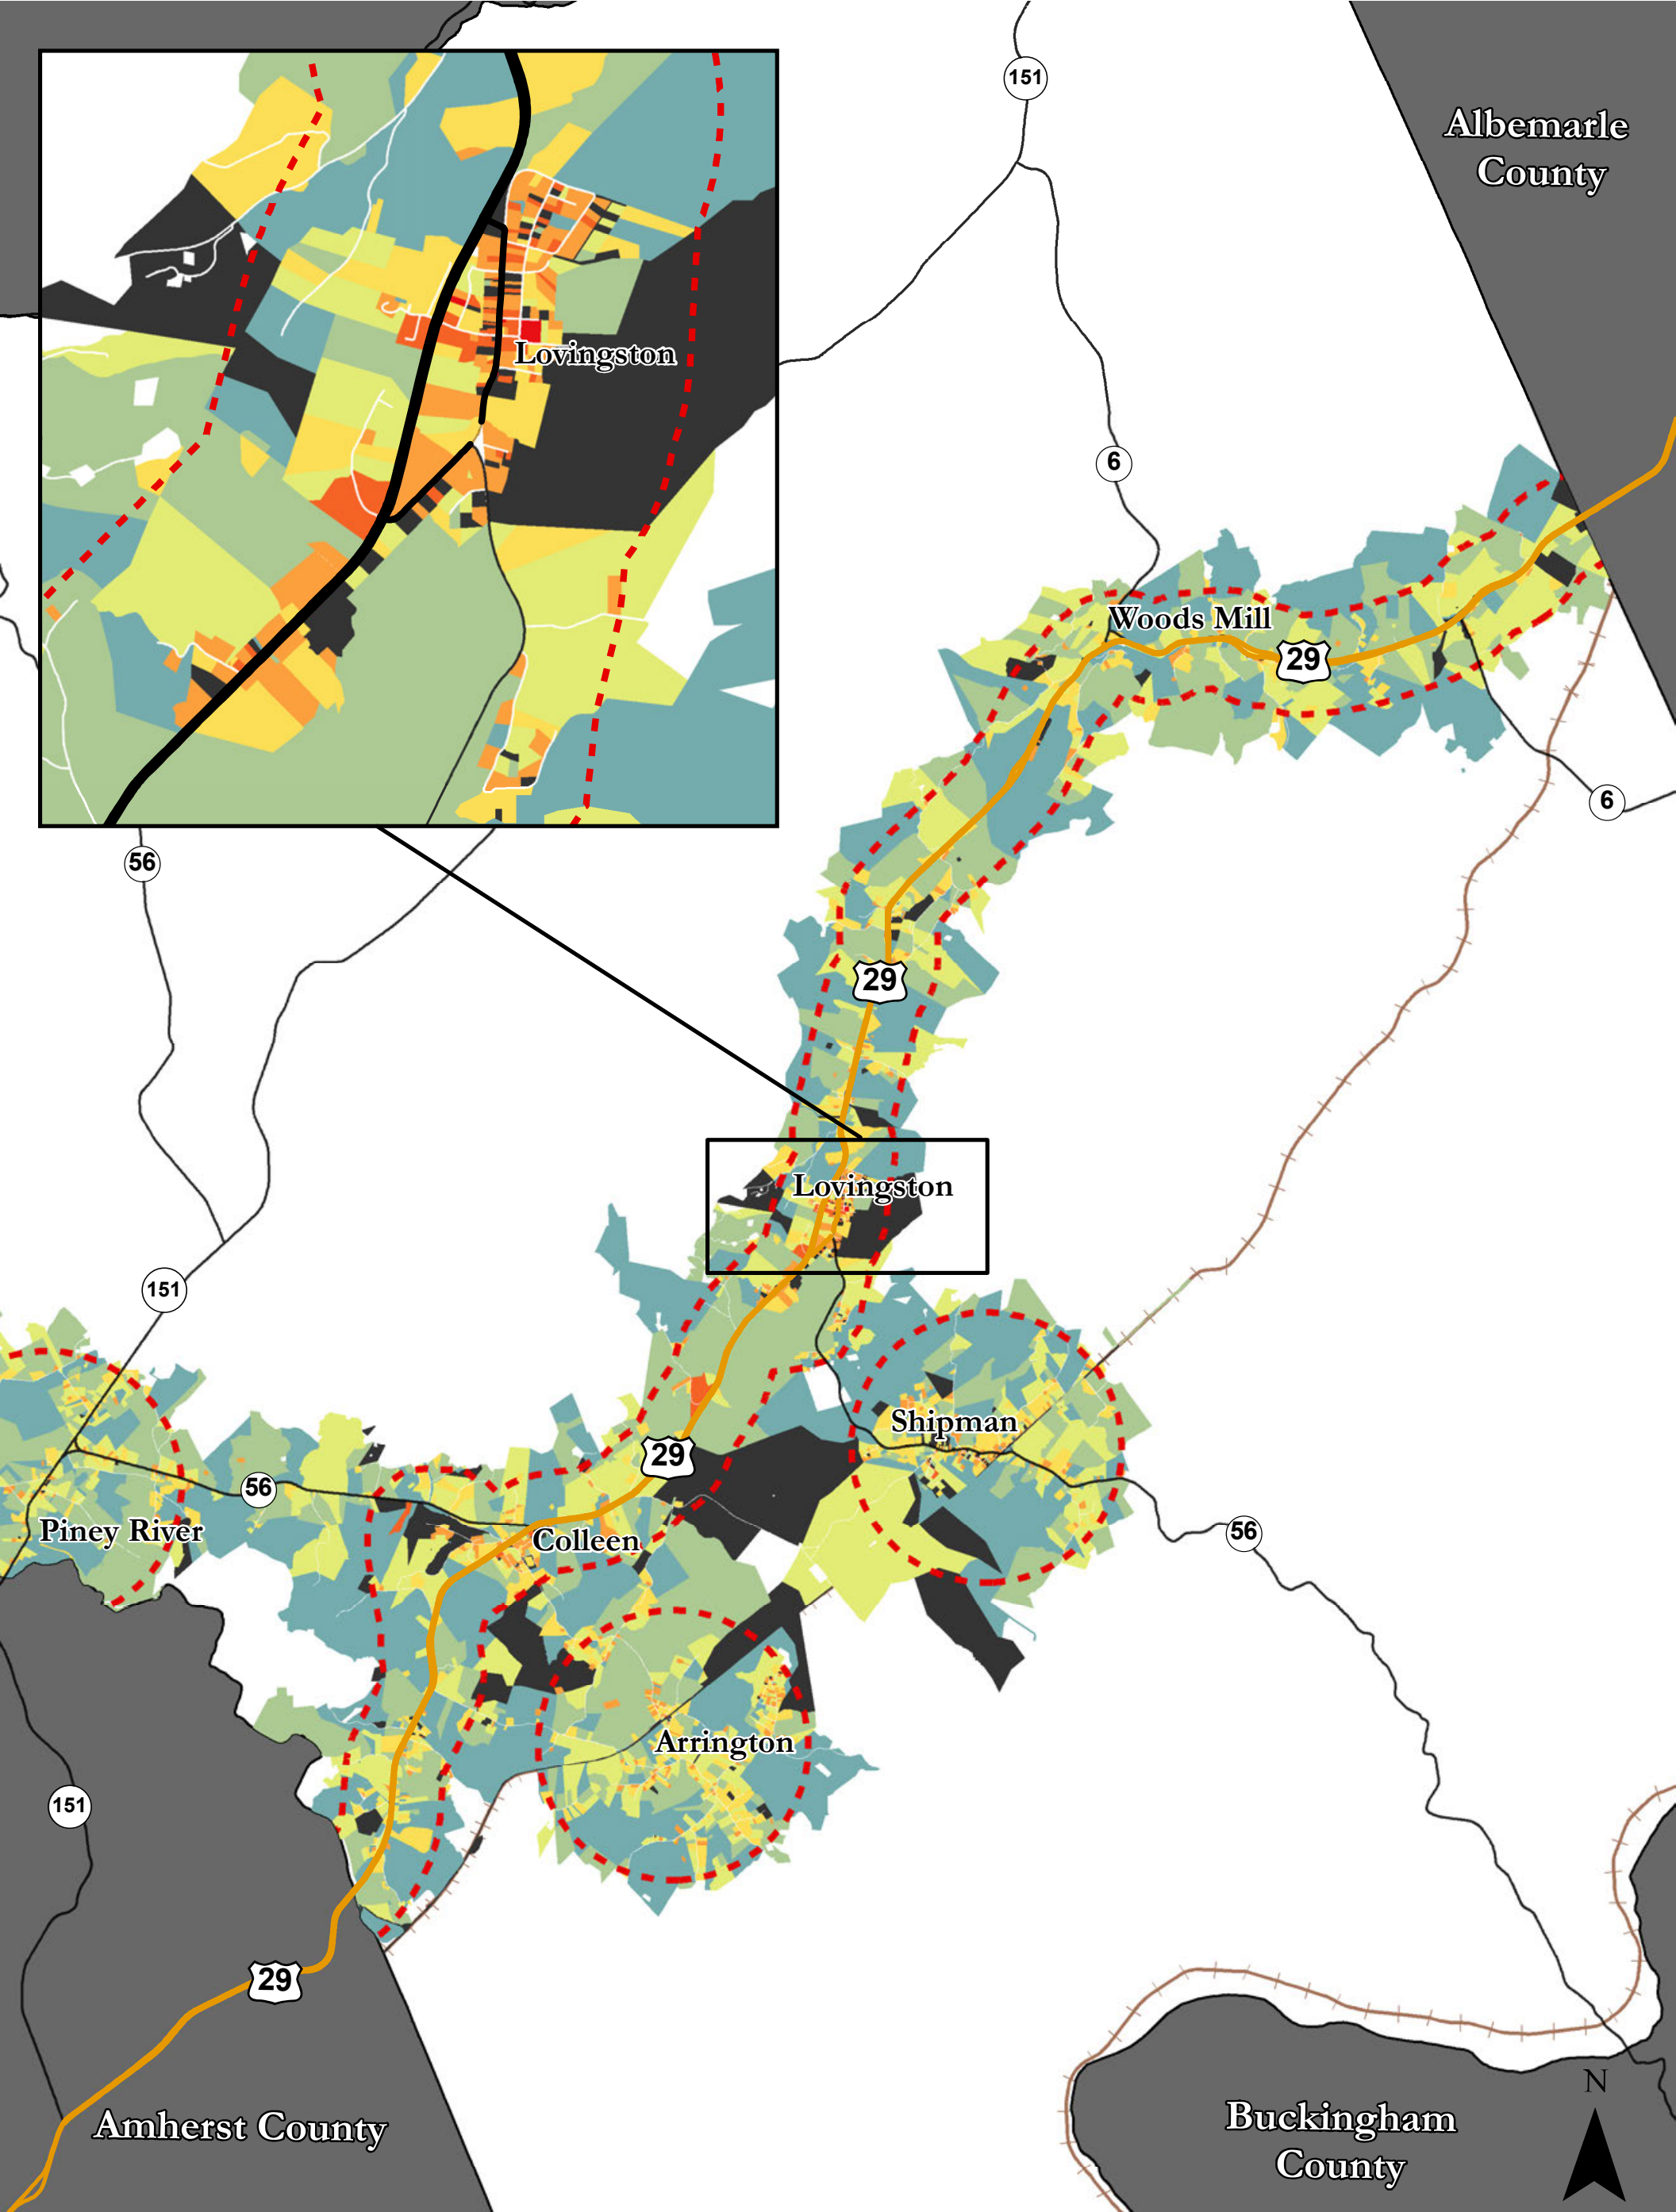 151
Albemarle
County
Lovingston
6
Woods Mill
29
6
56
29
Lovingston
151
Shipman
29
56
Piney River
Colleen
56
Arrington
151
29
N
Amherst County
Buckingham
County